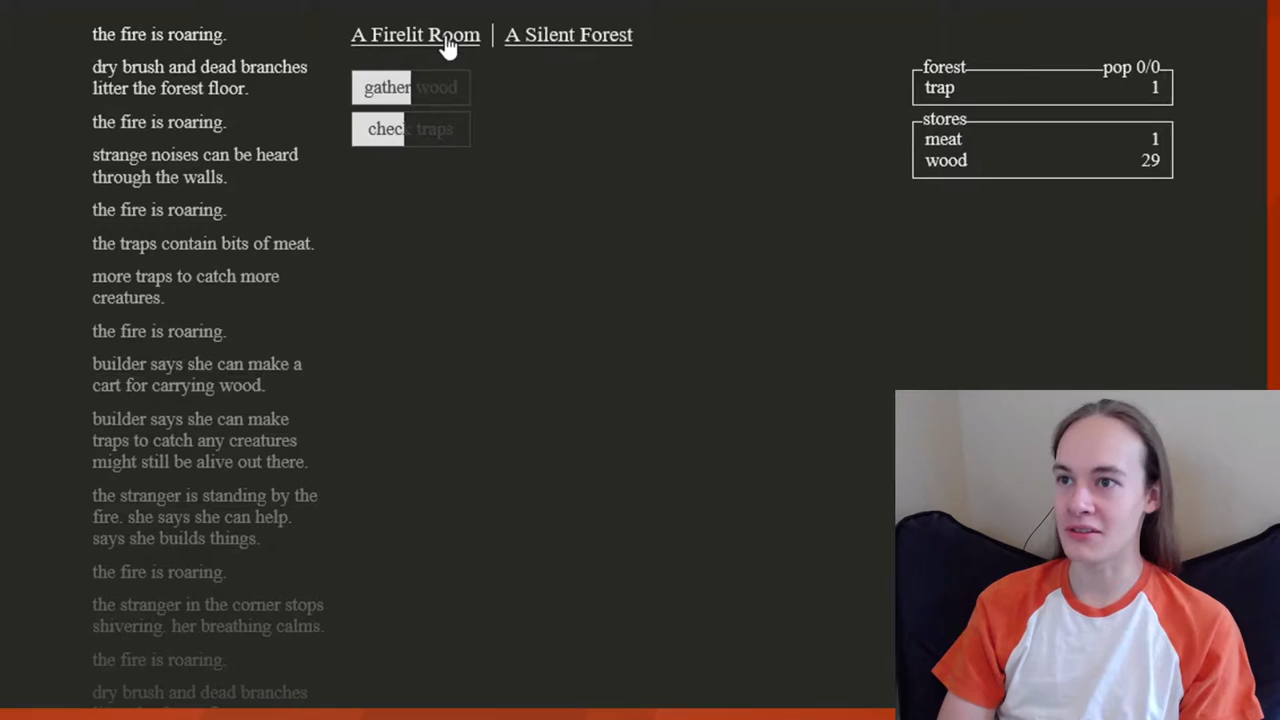 the fire is roaring.
dry brush and dead branches
litter the forest floor.
the fire is roaring.
strange noises can be heard
through the walls.
the fire is roaring.
the traps contain bits of meat.
more traps to catch more
creatures.
the fire is roaring.
builder says she can make a
cart for carrying wood.
builder says she can make
traps to catch any creatures
might still be alive out there.
the stranger is standing by the
fire. she says she can help.
says she builds things.
the fire is roaring.
the stranger in the corner stops
shivering. her breathing calms.
the fire is roaring.
dry brush and dead branches
A Firelit Room | A Silent Forest
gather wood
check traps
forest pop 0/0
trap 1
stores
meat 1
wood 29